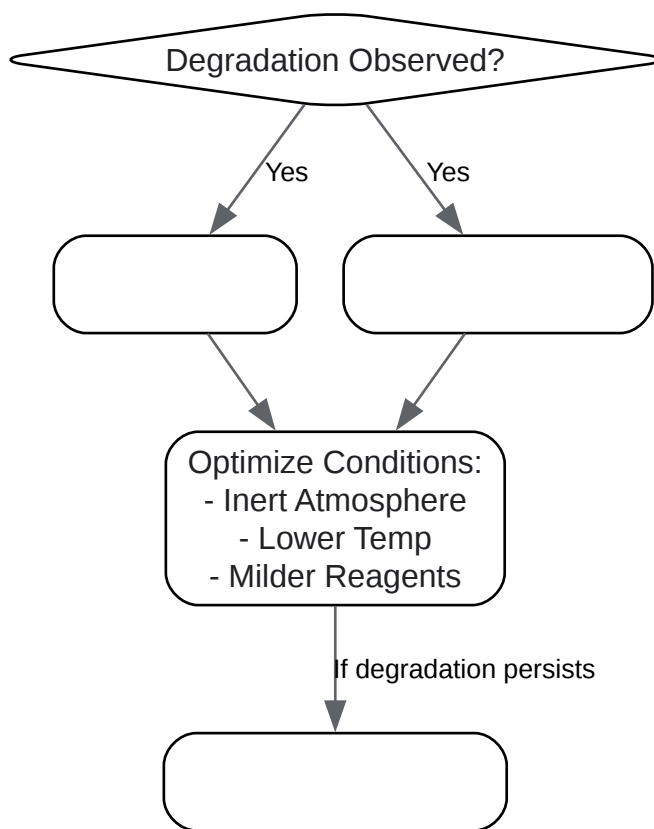 Degradation Observed?
Yes
Yes
Optimize Conditions:
- Inert Atmosphere
- Lower Temp
- Milder Reagents
If degradation persists